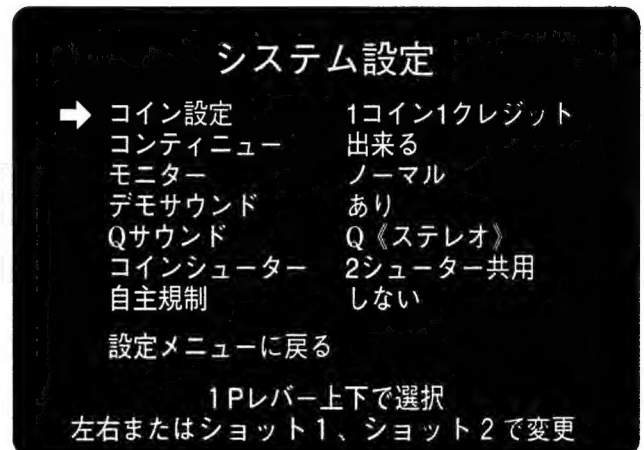 システム設定
➡ コイン設定 1コイン1クレジット
コンティニュー 出来る
モニター ノーマル
デモサウンド あり
Qサウンド Q《ステレオ》
コインシューター 2シューター共用
自主規制 しない
設定メニューに戻る
1Pレバー上下で選択
左右またはショット1、ショット2で変更